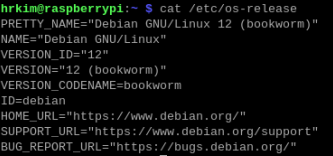 hrkim@raspberrypi:~ $ cat /etc/os-release
PRETTY_NAME="Debian GNU/Linux 12 (bookworm)"
NAME="Debian GNU/Linux"
VERSION_ID="12"
VERSION="12 (bookworm)"
VERSION_CODENAME=bookworm
ID=debian
HOME_URL="https://www.debian.org/"
SUPPORT_URL="https://www.debian.org/support"
BUG_REPORT_URL="https://bugs.debian.org/"